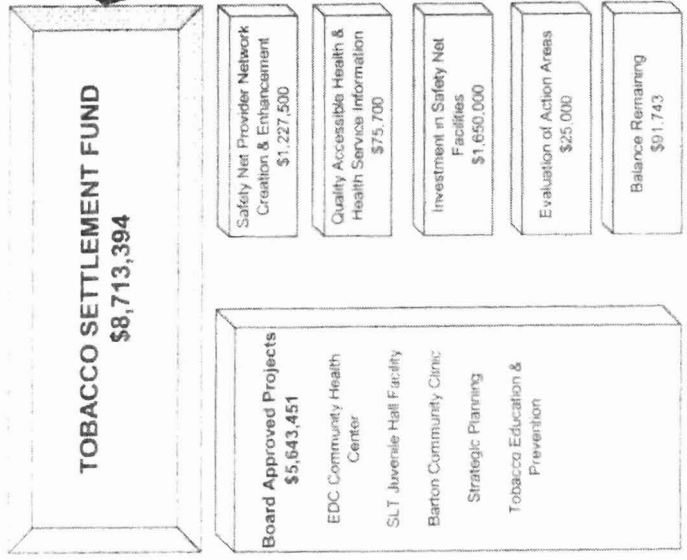 TOBACCO SETTLEMENT FUND
$8,713,394
Board Approved Projects
$5,643,451
EDC Community Health
Center
SLT Juvenile Hall Facility
Barton Community Clinic
Strategic Planning
Tobacco Education &
Prevention
Safety Net Provider Network
Creation & Enhancement
$1,227,500
Quality Accessible Health &
Health Service Information
$75,700
Investment in Safety Net
Facilities
$1,650,000
Evaluation of Action Areas
$25,000
Balance Remaining
$91,743